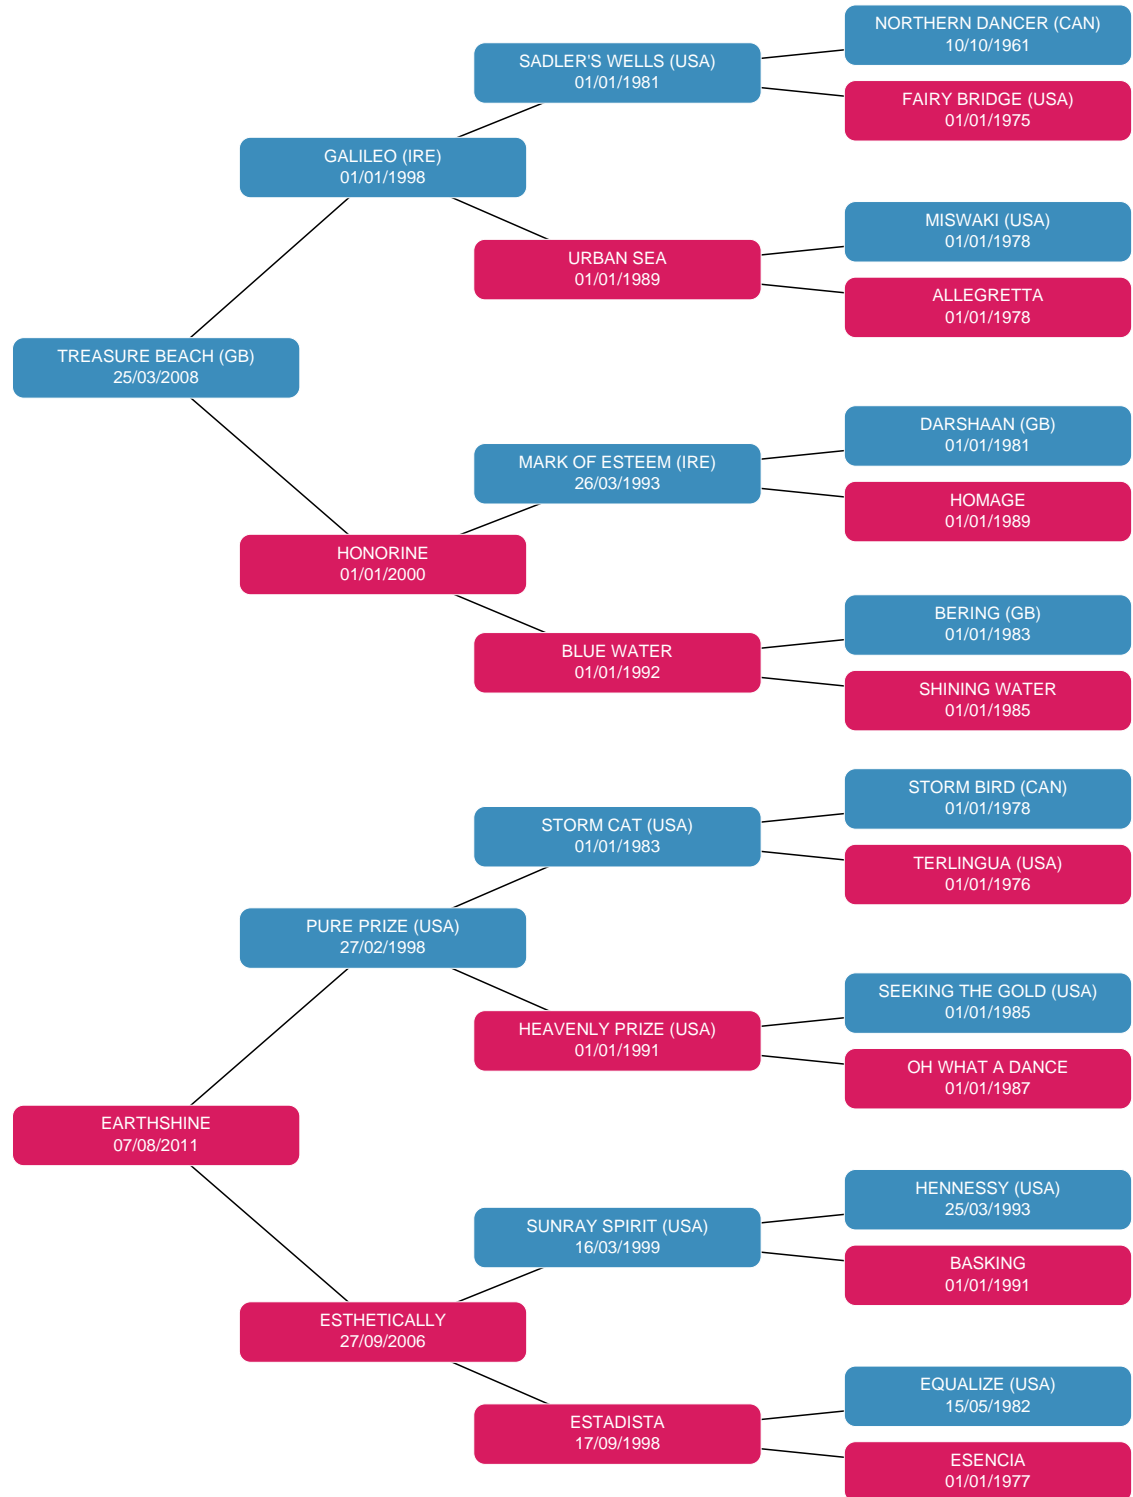 NORTHERN DANCER (CAN)
10/10/1961
SADLER'S WELLS (USA)
01/01/1981
FAIRY BRIDGE (USA)
01/01/1975
GALILEO (IRE)
01/01/1998
MISWAKI (USA)
01/01/1978
URBAN SEA
01/01/1989
ALLEGRETTA
01/01/1978
TREASURE BEACH (GB)
25/03/2008
DARSHAAN (GB)
01/01/1981
MARK OF ESTEEM (IRE)
26/03/1993
HOMAGE
01/01/1989
HONORINE
01/01/2000
BERING (GB)
01/01/1983
BLUE WATER
01/01/1992
SHINING WATER
01/01/1985
STORM BIRD (CAN)
01/01/1978
STORM CAT (USA)
01/01/1983
TERLINGUA (USA)
01/01/1976
PURE PRIZE (USA)
27/02/1998
SEEKING THE GOLD (USA)
01/01/1985
HEAVENLY PRIZE (USA)
01/01/1991
OH WHAT A DANCE
01/01/1987
EARTHSHINE
07/08/2011
HENNESSY (USA)
25/03/1993
SUNRAY SPIRIT (USA)
16/03/1999
BASKING
01/01/1991
ESTHETICALLY
27/09/2006
EQUALIZE (USA)
15/05/1982
ESTADISTA
17/09/1998
ESENCIA
01/01/1977